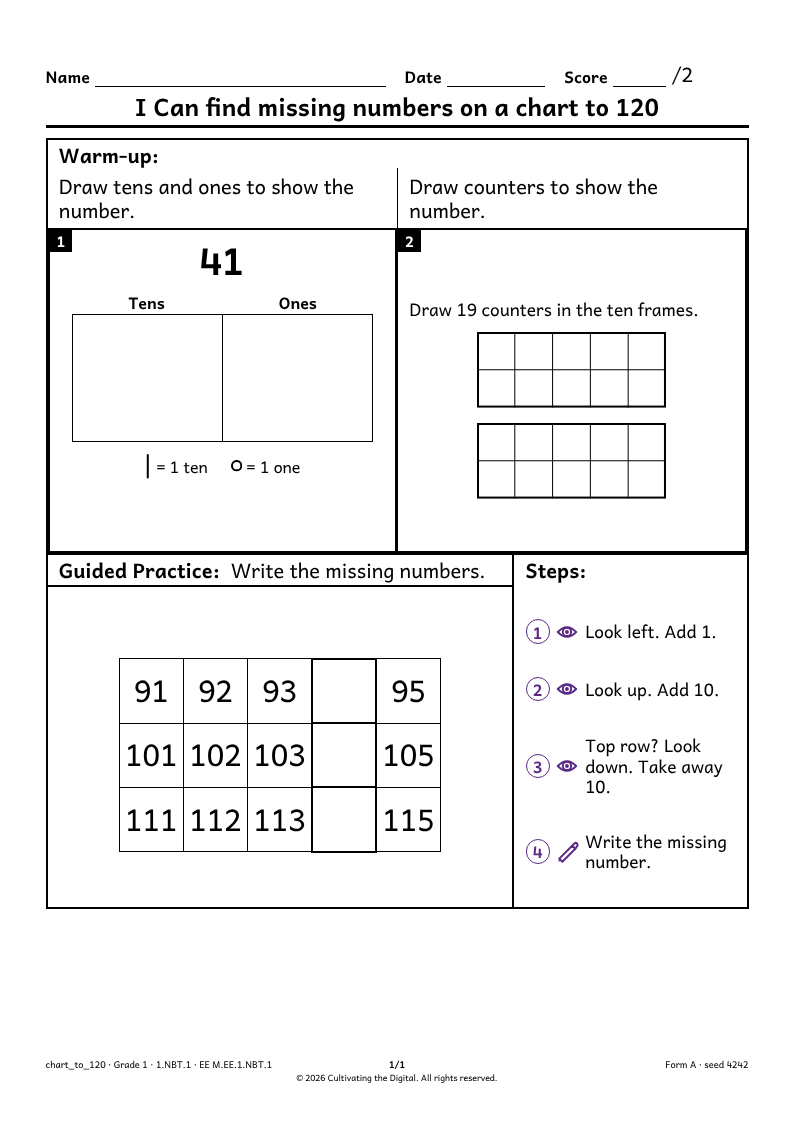 Name Date Score /2
I Can find missing numbers on a chart to 120
Warm-up:
Draw tens and ones to show the
number.
Draw counters to show the
number.
1
41
Tens Ones
= 1 ten = 1 one
2
Draw 19 counters in the ten frames.
Guided Practice: Write the missing numbers.
91 92 93 95
101 102 103 105
111 112 113 115
Steps:
1 Look left. Add 1.
2 Look up. Add 10.
3 Top row? Look
down. Take away
10.
4 Write the missing
number.
chart_to_120 · Grade 1 · 1.NBT.1 · EE M.EE.1.NBT.1 1/1 Form A · seed 4242
© 2026 Cultivating the Digital. All rights reserved.